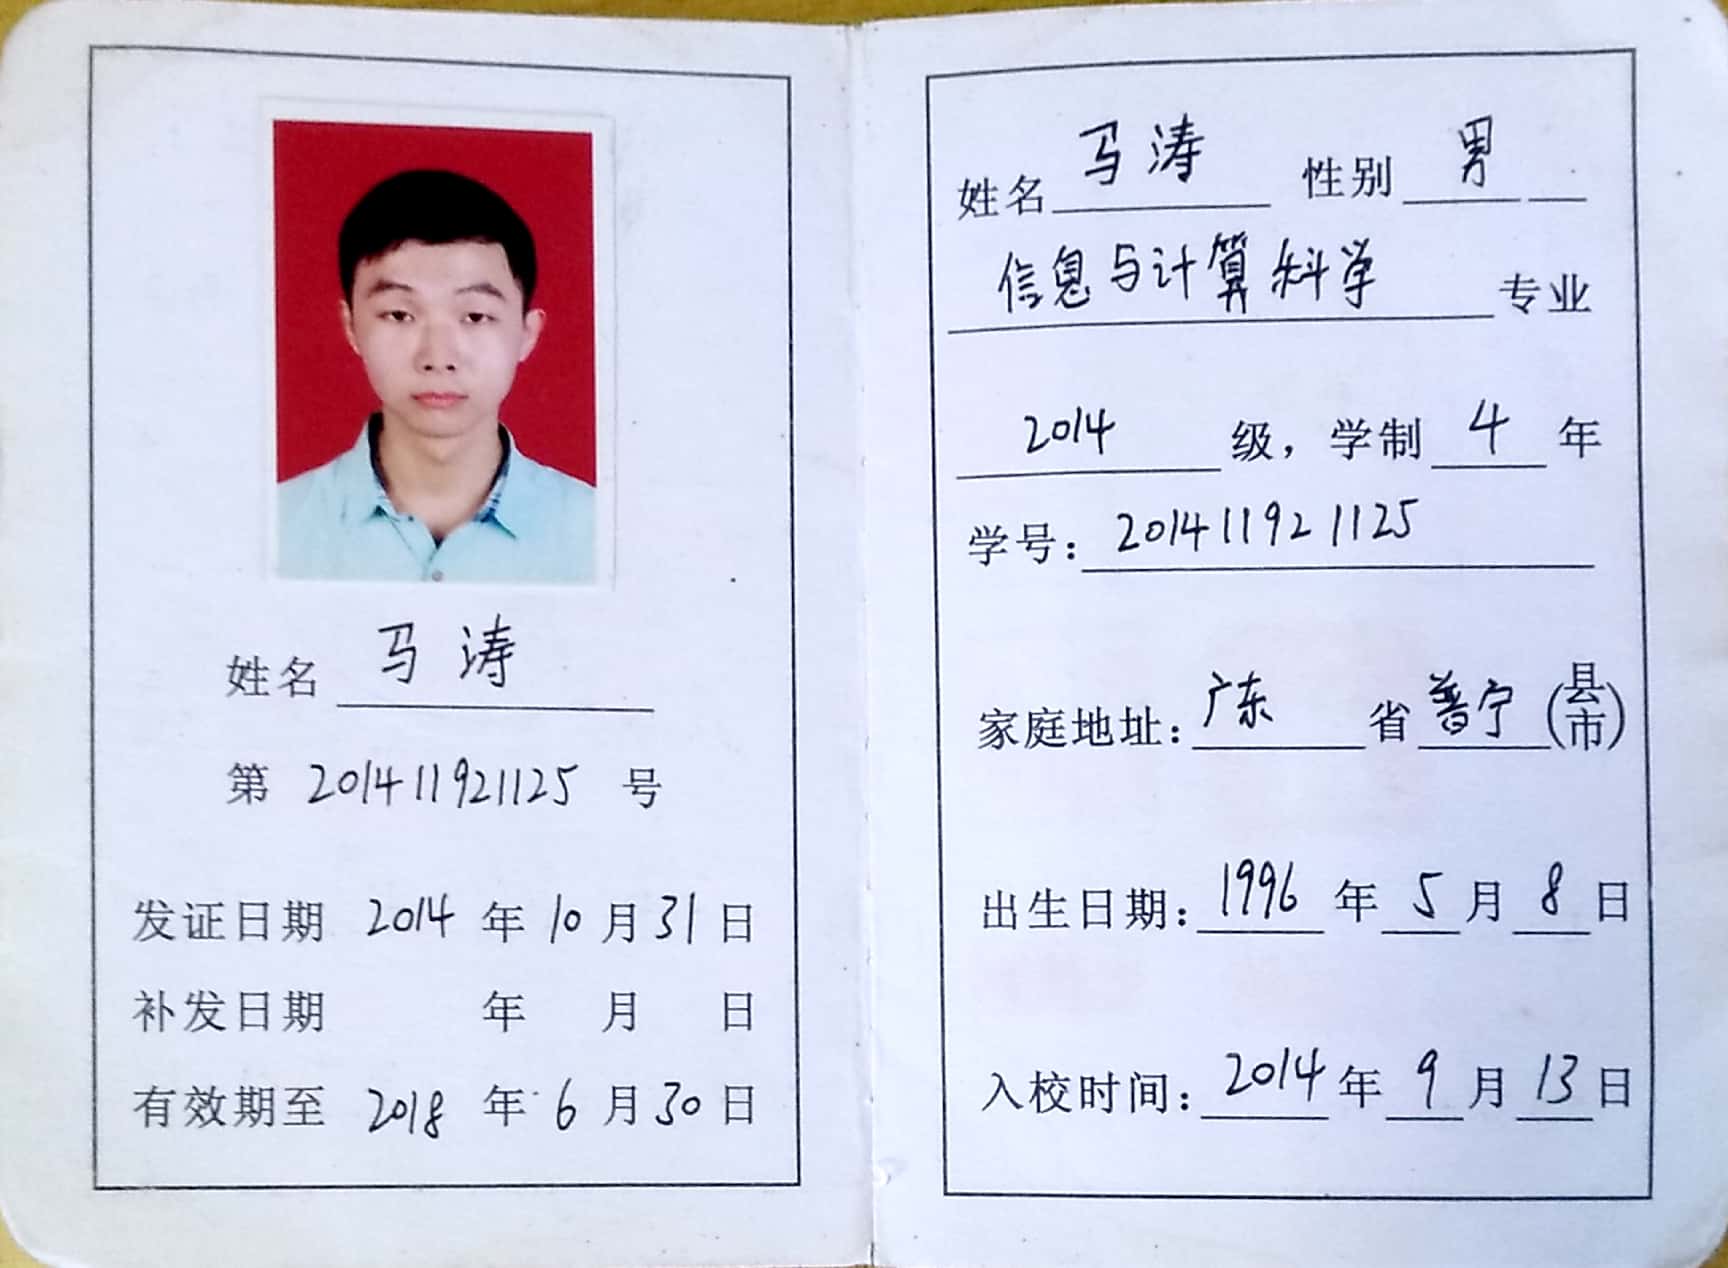 姓名 马涛
第 201411921125 号
发证日期 2014 年 10 月 31 日
补发日期 年 月 日
有效期至 2018 年 6 月 30 日
姓名 马涛 性别 男
信息与计算科学 专业
2014 级，学制 4 年
学号：201411921125
家庭地址：广东 省 普宁 (县市)
出生日期：1996 年 5 月 8 日
入校时间：2014 年 9 月 13 日